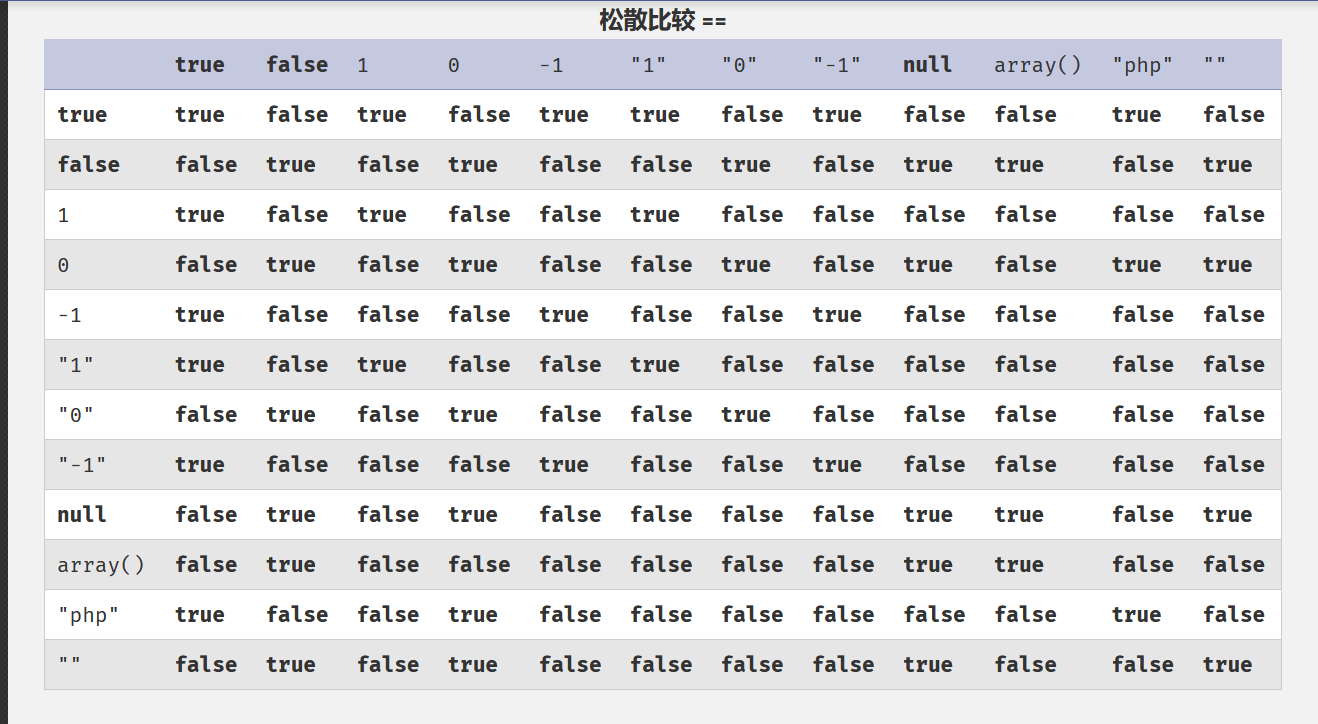 松散比较 ==
true false 1 0 -1 "1" "0" "-1" null array() "php" ""
true true false true false true true false true false false true false
false false true false true false false true false true true false true
1 true false true false false true false false false false false false
0 false true false true false false true false true false true true
-1 true false false false true false false true false false false false
"1" true false true false false true false false false false false false
"0" false true false true false false true false false false false false
"-1" true false false false true false false true false false false false
null false true false true false false false false true true false true
array() false true false false false false false false true true false false
"php" true false false true false false false false false false true false
"" false true false true false false false false true false false true